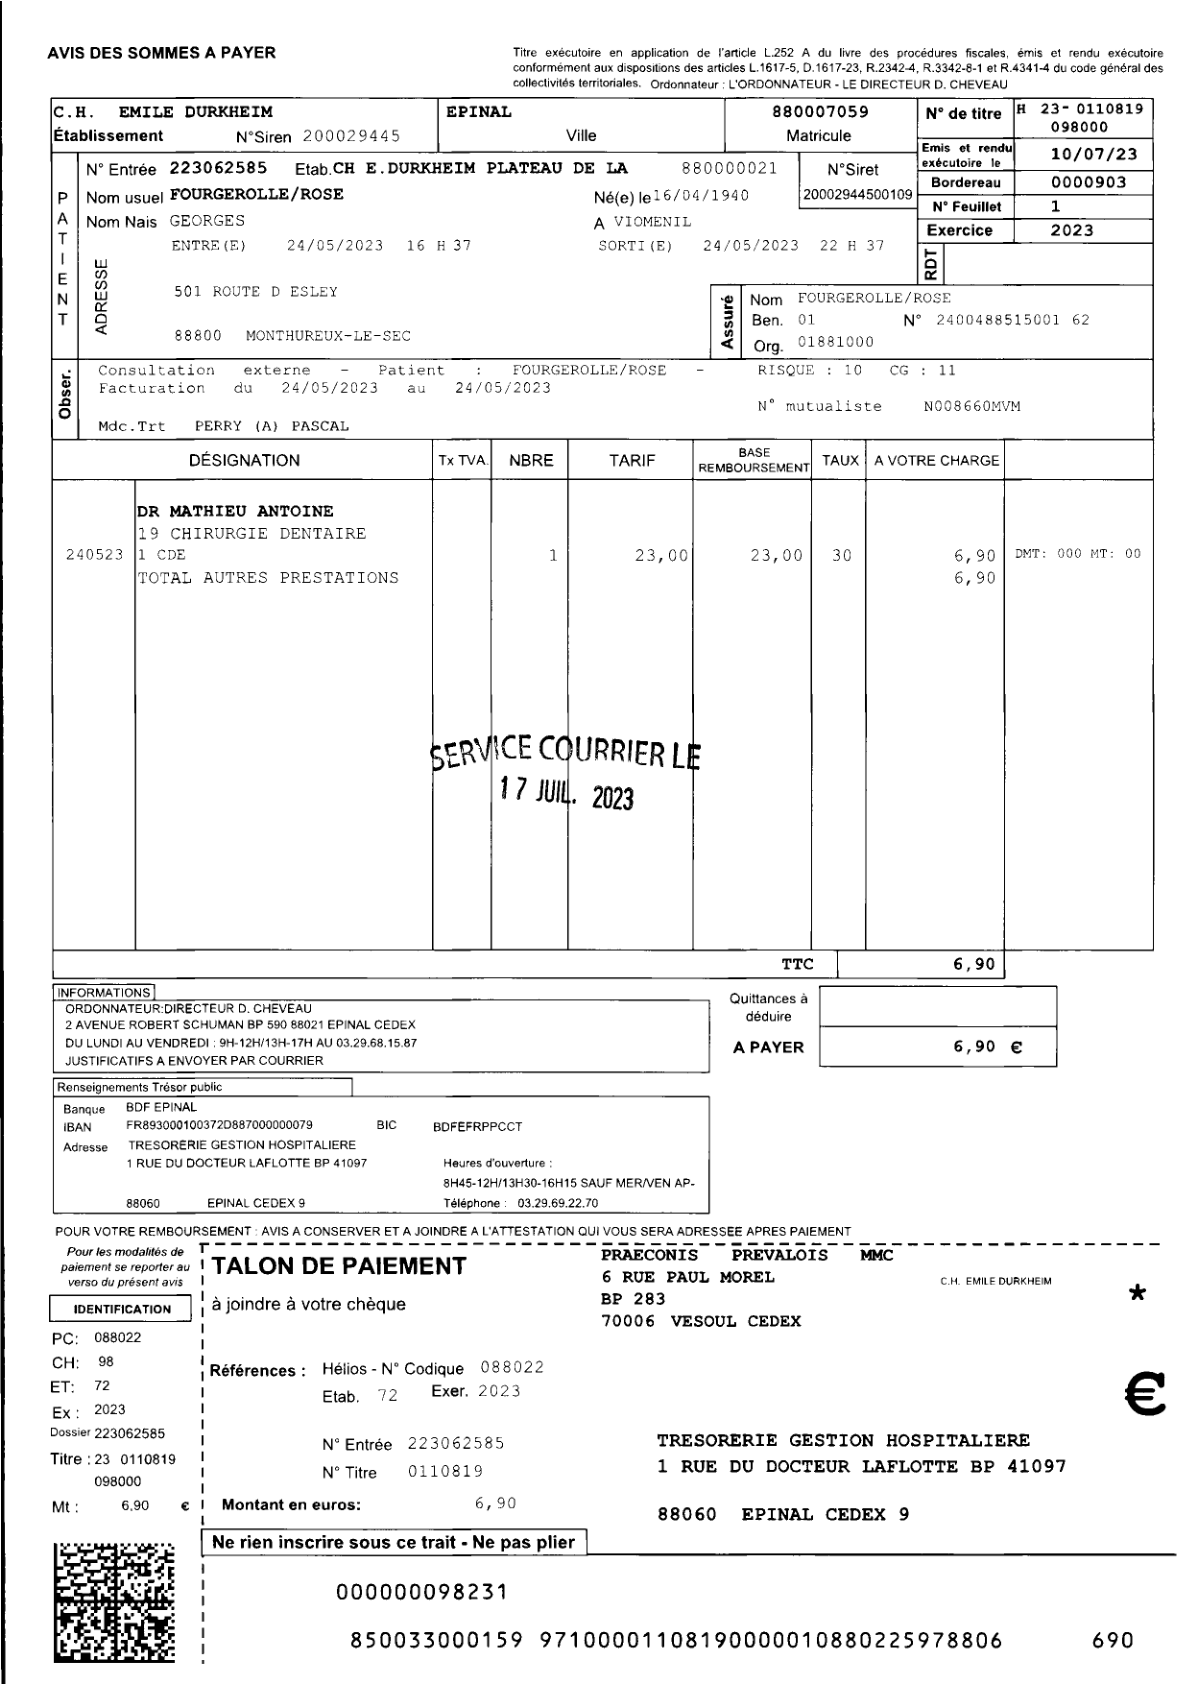 AVIS DES SOMMES A PAYER
Titre exécutoire en application de l'article L.252 A du livre des procédures fiscales, émis et rendu exécutoire
conformément aux dispositions des articles L.1617-5, D.1617-23, R.2342-4, R.3342-8-1 et R.4341-4 du code général des
collectivités territoriales. Ordonnateur : L'ORDONNATEUR - LE DIRECTEUR D. CHEVEAU
C.H. EMILE DURKHEIM EPINAL 880007059 N° de titre H 23- 0110819
098000
Établissement N°Siren 200029445 Ville Matricule
Emis et rendu
exécutoire le 10/07/23
Bordereau 0000903
N° Feuillet 1
Exercice 2023
RDT
PATIENT
N° Entrée 223062585 Etab.CH E.DURKHEIM PLATEAU DE LA 880000021 N°Siret
Nom usuel FOURGEROLLE/ROSE Né(e) le16/04/1940 20002944500109
Nom Nais GEORGES A VIOMENIL
ENTRE(E) 24/05/2023 16 H 37 SORTI(E) 24/05/2023 22 H 37
ADRESSE
501 ROUTE D ESLEY
88800 MONTHUREUX-LE-SEC
Assuré
Nom FOURGEROLLE/ROSE
Ben. 01 N° 2400488515001 62
Org. 01881000
Obser.
Consultation externe - Patient : FOURGEROLLE/ROSE - RISQUE : 10 CG : 11
Facturation du 24/05/2023 au 24/05/2023
N° mutualiste N008660MVM
Mdc.Trt PERRY (A) PASCAL
DÉSIGNATION Tx TVA. NBRE TARIF BASE REMBOURSEMENT TAUX A VOTRE CHARGE
DR MATHIEU ANTOINE
19 CHIRURGIE DENTAIRE
240523 1 CDE 1 23,00 23,00 30 6,90 DMT: 000 MT: 00
TOTAL AUTRES PRESTATIONS 6,90
SERVICE COURRIER LE
17 JUIL. 2023
TTC 6,90
INFORMATIONS
ORDONNATEUR:DIRECTEUR D. CHEVEAU
2 AVENUE ROBERT SCHUMAN BP 590 88021 EPINAL CEDEX
DU LUNDI AU VENDREDI : 9H-12H/13H-17H AU 03.29.68.15.87
JUSTIFICATIFS A ENVOYER PAR COURRIER
Quittances à
déduire
A PAYER 6,90 €
Renseignements Trésor public
Banque BDF EPINAL
IBAN FR893000100372D887000000079 BIC BDFEFRPPCCT
Adresse TRESORERIE GESTION HOSPITALIERE
1 RUE DU DOCTEUR LAFLOTTE BP 41097 Heures d'ouverture :
8H45-12H/13H30-16H15 SAUF MER/VEN AP-
88060 EPINAL CEDEX 9 Téléphone : 03.29.69.22.70
POUR VOTRE REMBOURSEMENT : AVIS A CONSERVER ET A JOINDRE A L'ATTESTATION QUI VOUS SERA ADRESSEE APRES PAIEMENT
Pour les modalités de
paiement se reporter au
verso du présent avis
IDENTIFICATION
PC: 088022
CH: 98
ET: 72
Ex : 2023
Dossier 223062585
Titre : 23 0110819
098000
Mt : 6,90 €
TALON DE PAIEMENT
à joindre à votre chèque
PRAECONIS PREVALOIS MMC
6 RUE PAUL MOREL
BP 283
70006 VESOUL CEDEX
C.H. EMILE DURKHEIM
*
€
Références : Hélios - N° Codique 088022
Etab. 72 Exer. 2023
N° Entrée 223062585
N° Titre 0110819
Montant en euros: 6,90
TRESORERIE GESTION HOSPITALIERE
1 RUE DU DOCTEUR LAFLOTTE BP 41097
88060 EPINAL CEDEX 9
Ne rien inscrire sous ce trait - Ne pas plier
000000098231
850033000159 971000011081900000108802259​78806 690